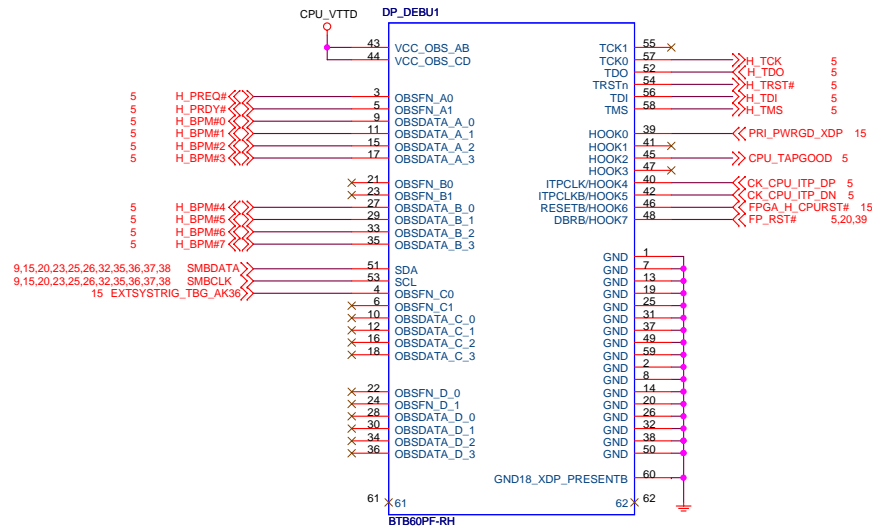 CPU_VTTD
DP_DEBU1
43 VCC_OBS_AB
44 VCC_OBS_CD
5 H_PREQ# 3 OBSFN_A0
5 H_PRDY# 5 OBSFN_A1
5 H_BPM#0 9 OBSDATA_A_0
5 H_BPM#1 11 OBSDATA_A_1
5 H_BPM#2 15 OBSDATA_A_2
5 H_BPM#3 17 OBSDATA_A_3
21 OBSFN_B0
23 OBSFN_B1
5 H_BPM#4 27 OBSDATA_B_0
5 H_BPM#5 29 OBSDATA_B_1
5 H_BPM#6 33 OBSDATA_B_2
5 H_BPM#7 35 OBSDATA_B_3
9,15,20,23,25,26,32,35,36,37,38 SMBDATA 51 SDA
9,15,20,23,25,26,32,35,36,37,38 SMBCLK 53 SCL
15 EXTSYSTRIG_TBG_AK36 4 OBSFN_C0
6 OBSFN_C1
10 OBSDATA_C_0
12 OBSDATA_C_1
16 OBSDATA_C_2
18 OBSDATA_C_3
22 OBSFN_D_0
24 OBSFN_D_1
28 OBSDATA_D_0
30 OBSDATA_D_1
34 OBSDATA_D_2
36 OBSDATA_D_3
61 61
TCK1 55
TCK0 57 H_TCK 5
TDO 52 H_TDO 5
TRSTn 54 H_TRST# 5
TDI 56 H_TDI 5
TMS 58 H_TMS 5
HOOK0 39 PRI_PWRGD_XDP 15
HOOK1 41
HOOK2 45 CPU_TAPGOOD 5
HOOK3 47
ITPCLK/HOOK4 40 CK_CPU_ITP_DP 5
ITPCLKB/HOOK5 42 CK_CPU_ITP_DN 5
RESETB/HOOK6 46 FPGA_H_CPURST# 15
DBRB/HOOK7 48 FP_RST# 5,20,39
GND 1
GND 7
GND 13
GND 19
GND 25
GND 31
GND 37
GND 49
GND 59
GND 2
GND 8
GND 14
GND 20
GND 26
GND 32
GND 38
GND 50
GND18_XDP_PRESENTB 60
62 62
BTB60PF-RH